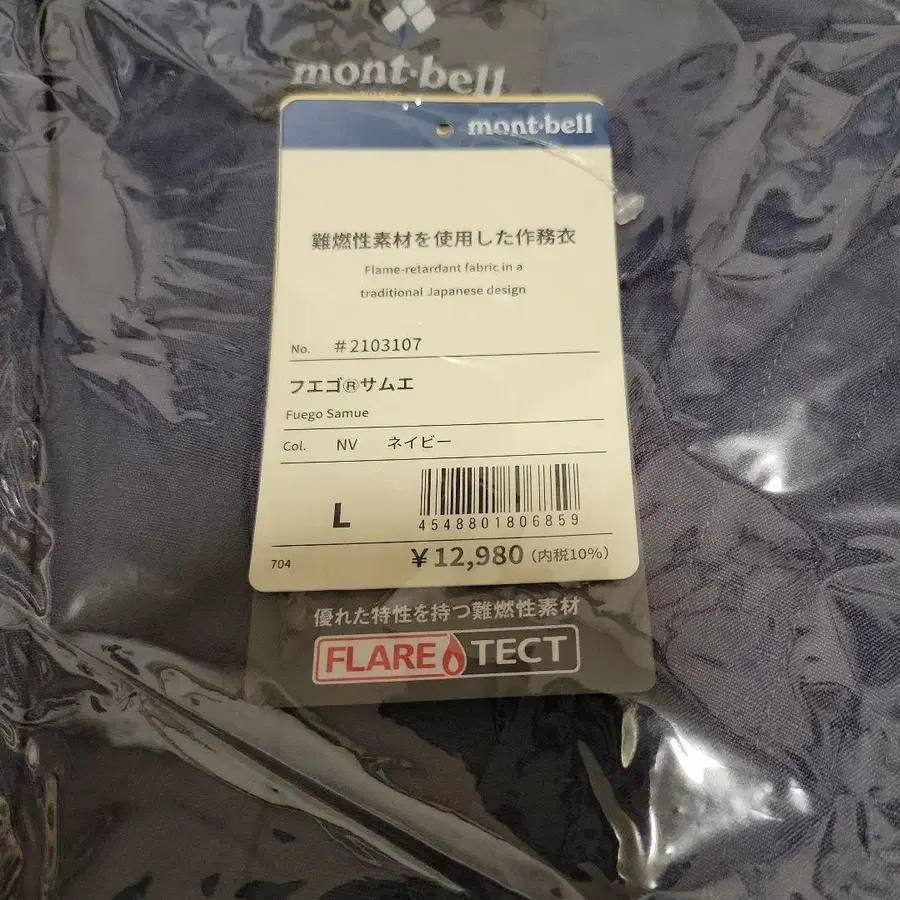 mont-bell
mont-bell
難燃性素材を使用した作務衣
Flame-retardant fabric in a
traditional Japanese design
No. #2103107
フエゴ®サムエ
Fuego Samue
Col. NV ネイビー
L
4548801806859
704 ¥12,980(内税10%)
優れた特性を持つ難燃性素材
FLARE TECT